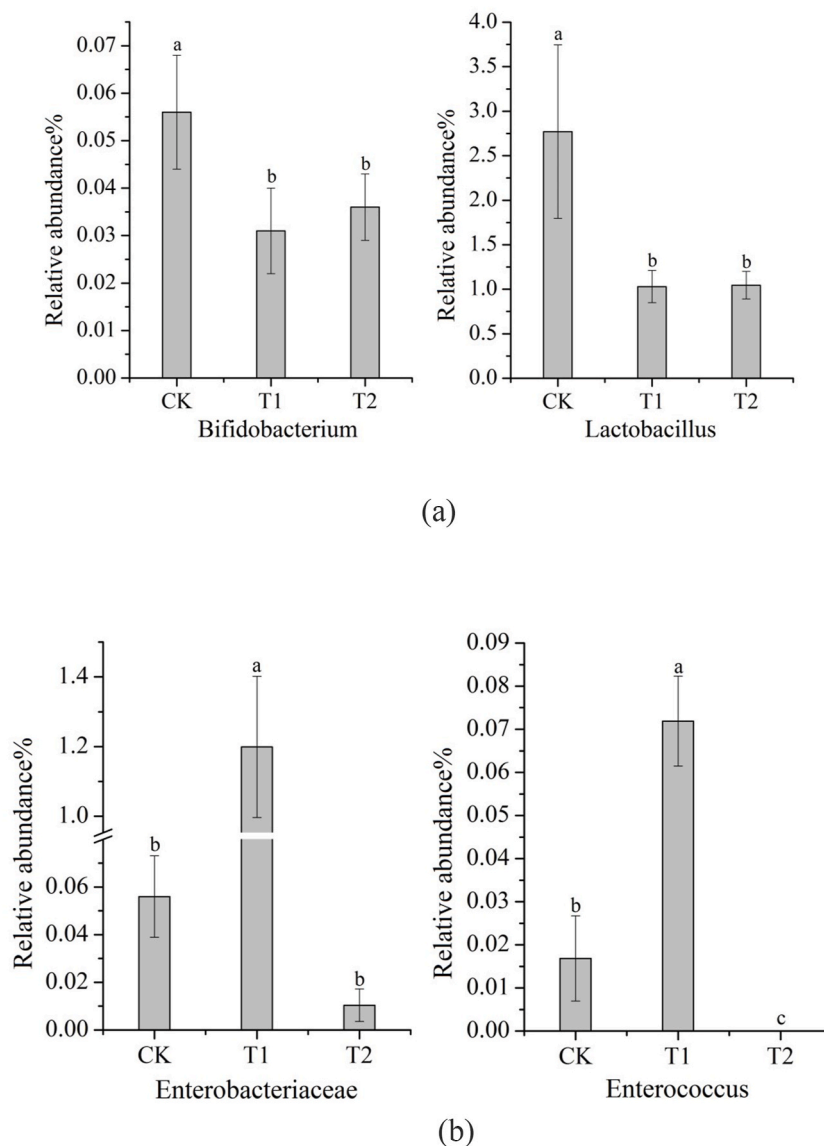 Relative abundance%
0.07
0.06
0.05
0.04
0.03
0.02
0.01
0.00
a
b
b
CK T1 T2
Bifidobacterium
Relative abundance%
4.0
3.5
3.0
2.5
2.0
1.5
1.0
0.5
0.0
a
b
b
CK T1 T2
Lactobacillus
(a)
Relative abundance%
1.4
1.2
1.0
0.06
0.04
0.02
0.00
b
a
b
CK T1 T2
Enterobacteriaceae
Relative abundance%
0.09
0.08
0.07
0.06
0.05
0.04
0.03
0.02
0.01
0.00
b
a
c
CK T1 T2
Enterococcus
(b)